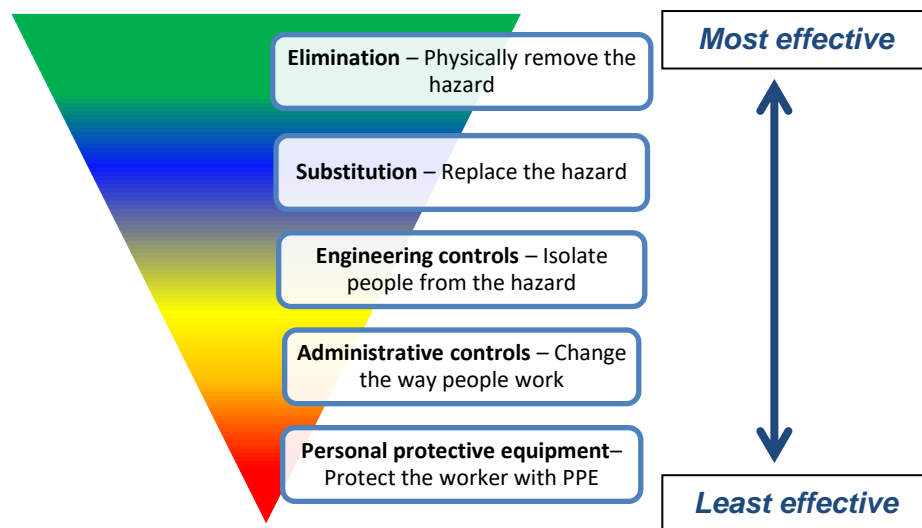 Most effective
Elimination – Physically remove the
hazard
Substitution – Replace the hazard
Engineering controls – Isolate
people from the hazard
Administrative controls – Change
the way people work
Personal protective equipment–
Protect the worker with PPE
Least effective